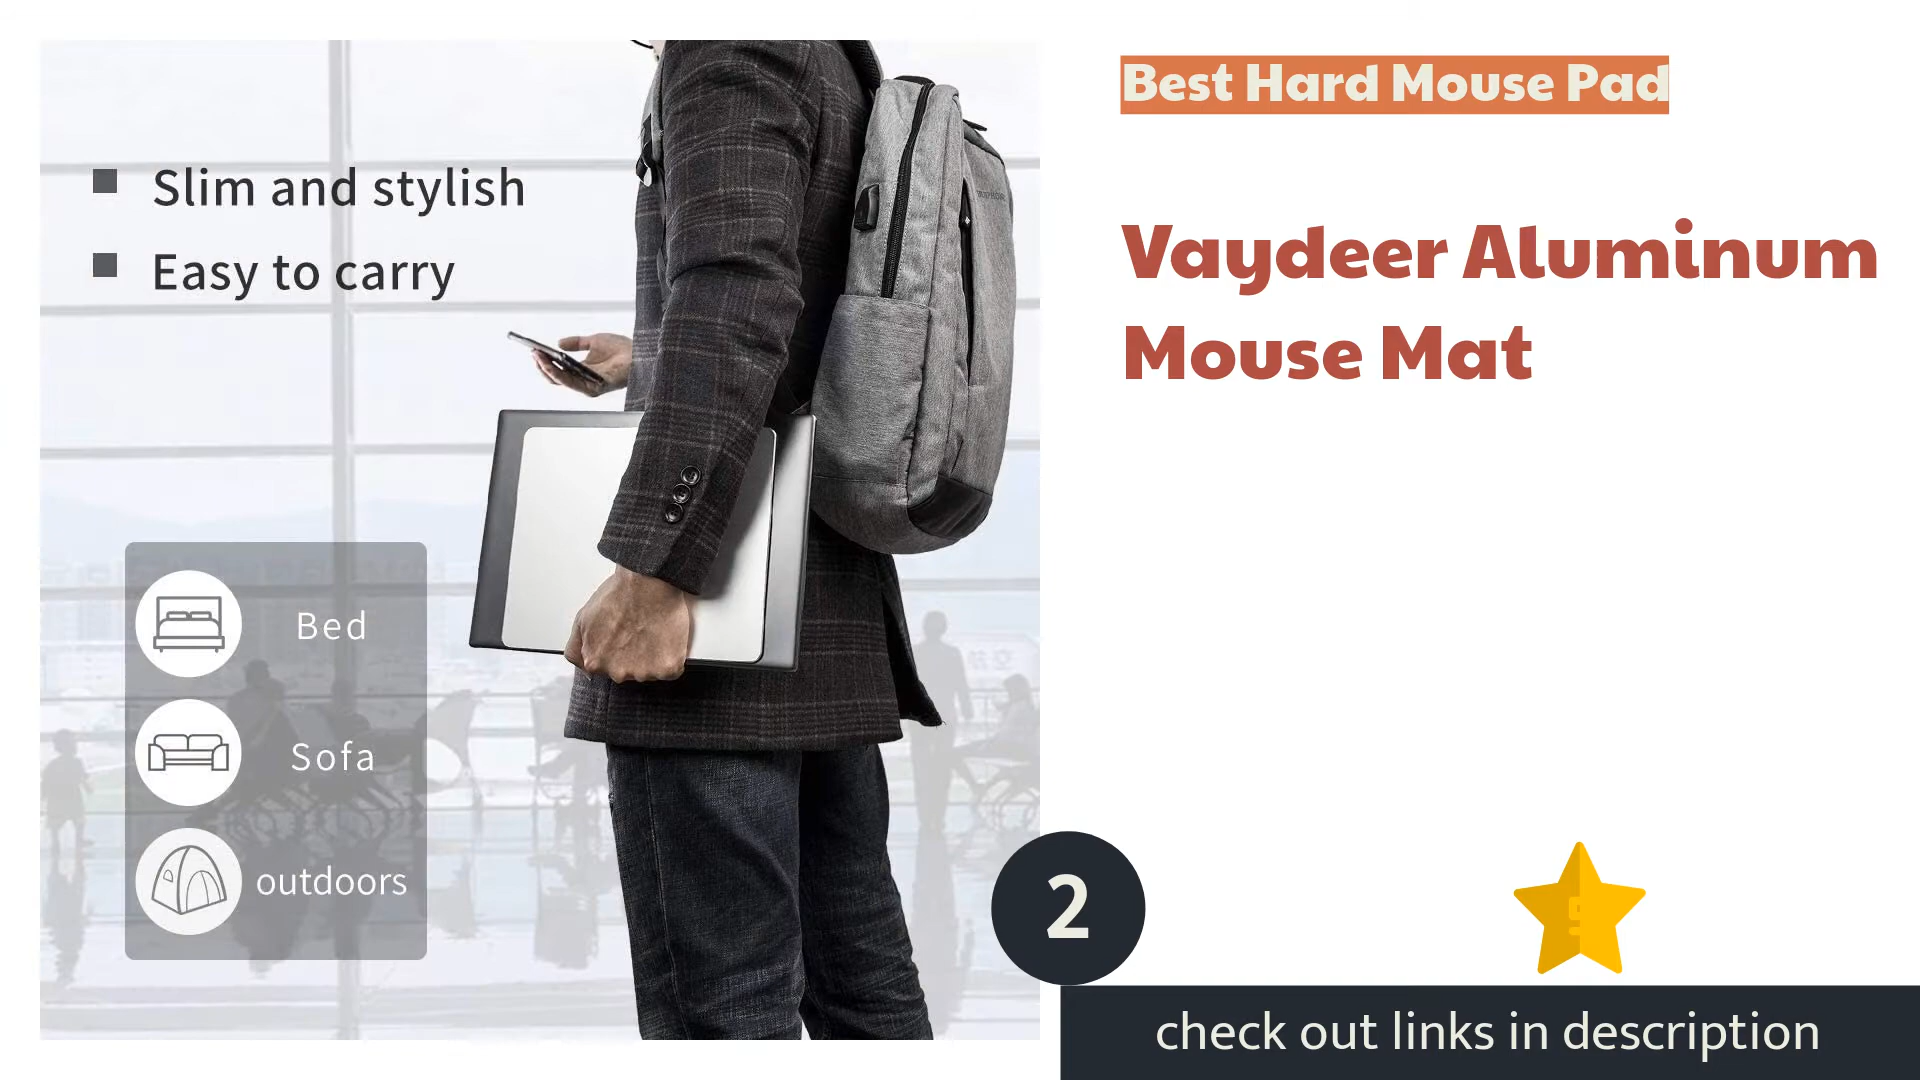 Best Hard Mouse Pad
Slim and stylish
Easy to carry
Vaydeer Aluminum
Mouse Mat
Bed
Sofa
outdoors
2
check out links in description